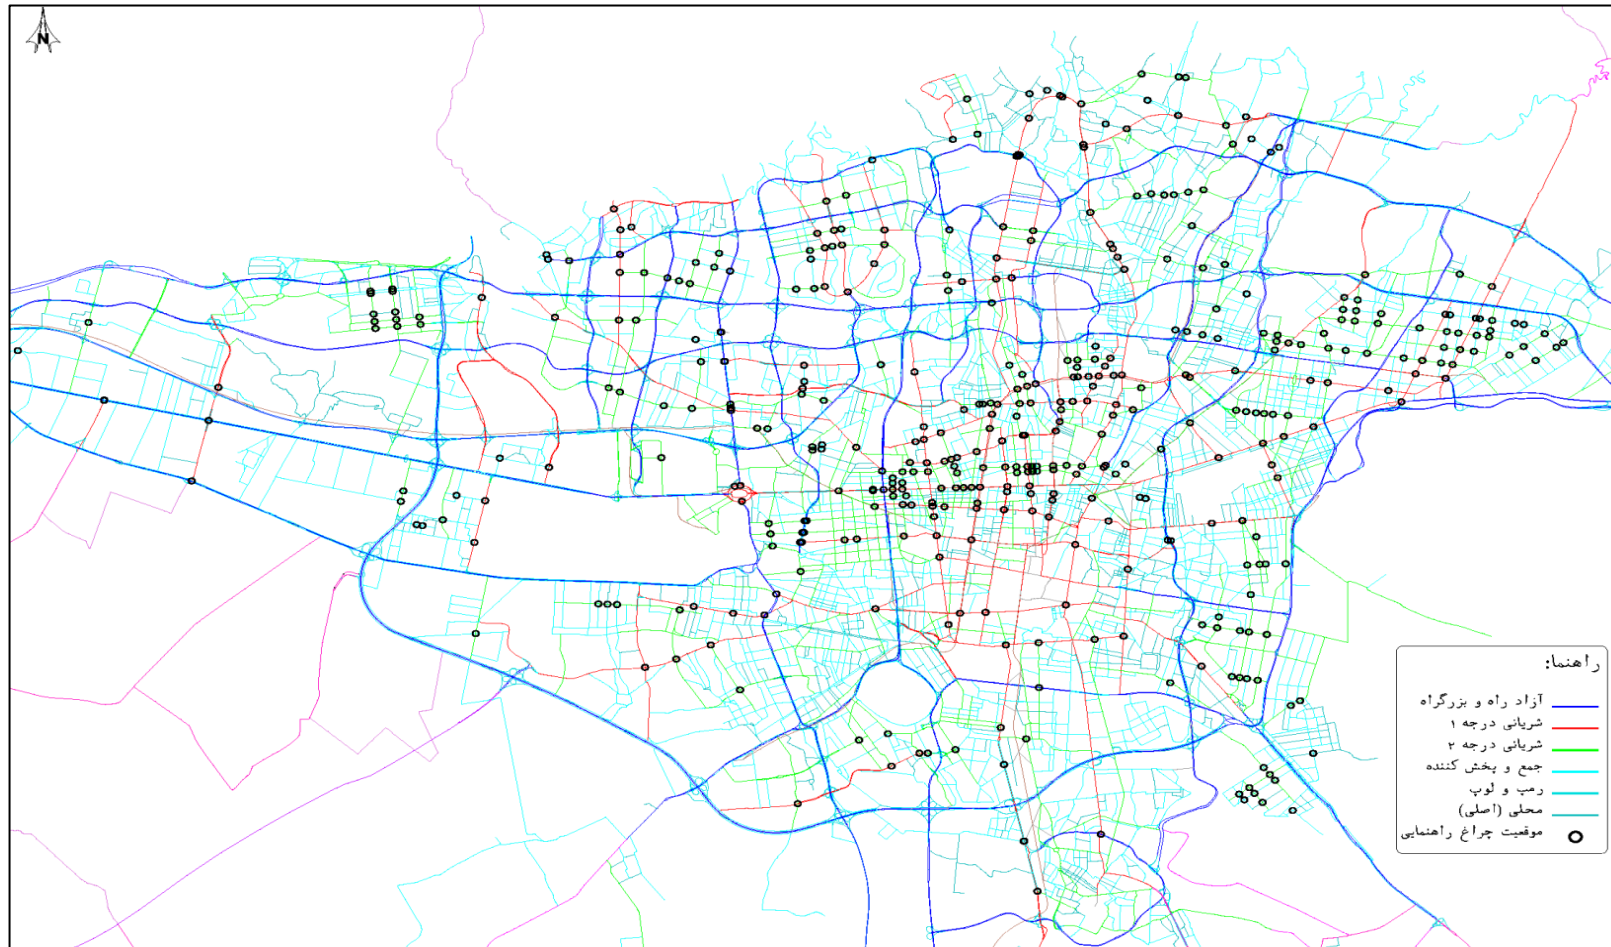 N
راهنما:
آزاد راه و بزرگراه
شریانی درجه ۱
شریانی درجه ۲
جمع و پخش کننده
رمپ و لوپ
محلی (اصلی)
موقعیت چراغ راهنمایی